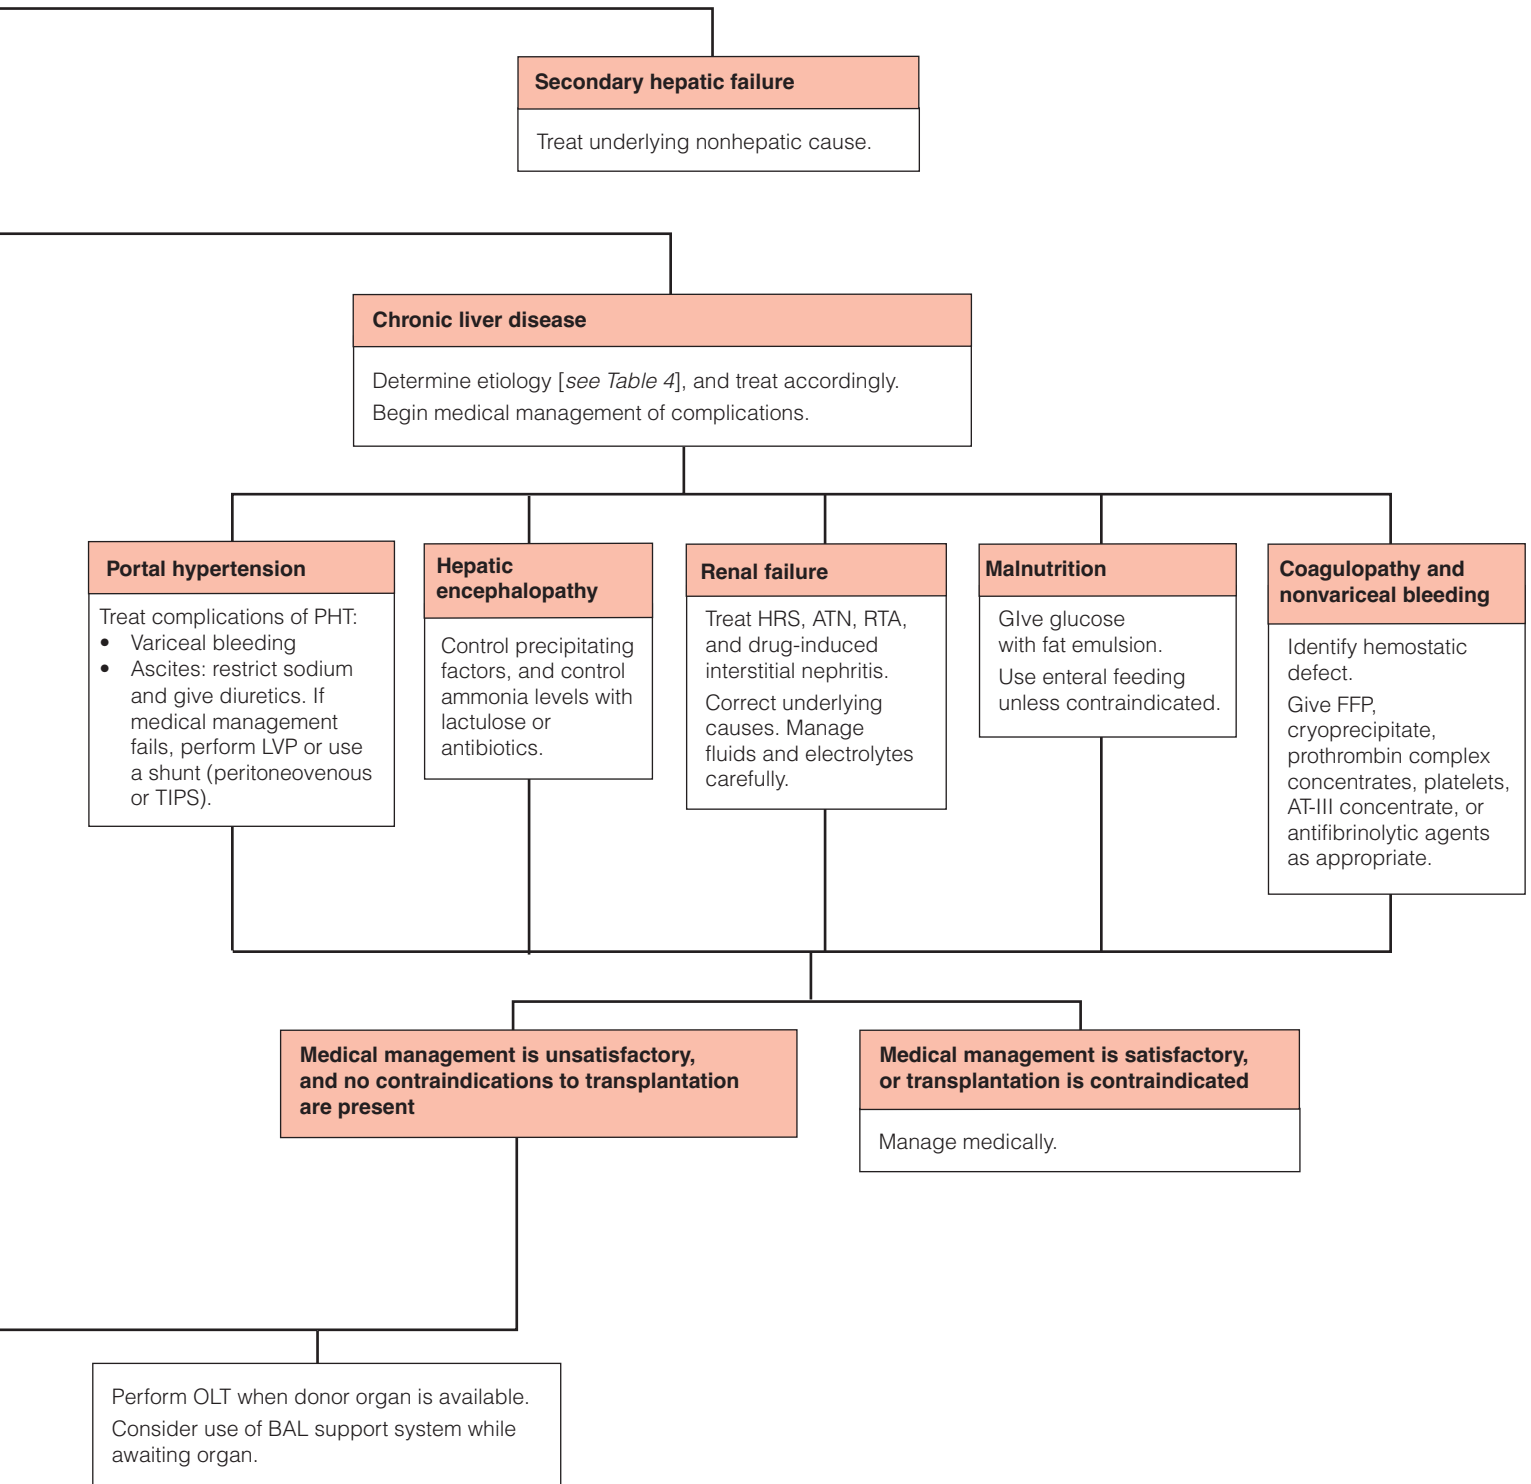 Secondary hepatic failure
Treat underlying nonhepatic cause.
Chronic liver disease
Determine etiology [see Table 4], and treat accordingly.
Begin medical management of complications.
Portal hypertension
Treat complications of PHT:
• Variceal bleeding
• Ascites: restrict sodium
and give diuretics. If
medical management
fails, perform LVP or use
a shunt (peritoneovenous
or TIPS).
Hepatic
encephalopathy
Control precipitating
factors, and control
ammonia levels with
lactulose or
antibiotics.
Renal failure
Treat HRS, ATN, RTA,
and drug-induced
interstitial nephritis.
Correct underlying
causes. Manage
fluids and electrolytes
carefully.
Malnutrition
GIve glucose
with fat emulsion.
Use enteral feeding
unless contraindicated.
Coagulopathy and
nonvariceal bleeding
Identify hemostatic
defect.
Give FFP,
cryoprecipitate,
prothrombin complex
concentrates, platelets,
AT-III concentrate, or
antifibrinolytic agents
as appropriate.
Medical management is unsatisfactory,
and no contraindications to transplantation
are present
Medical management is satisfactory,
or transplantation is contraindicated
Manage medically.
Perform OLT when donor organ is available.
Consider use of BAL support system while
awaiting organ.